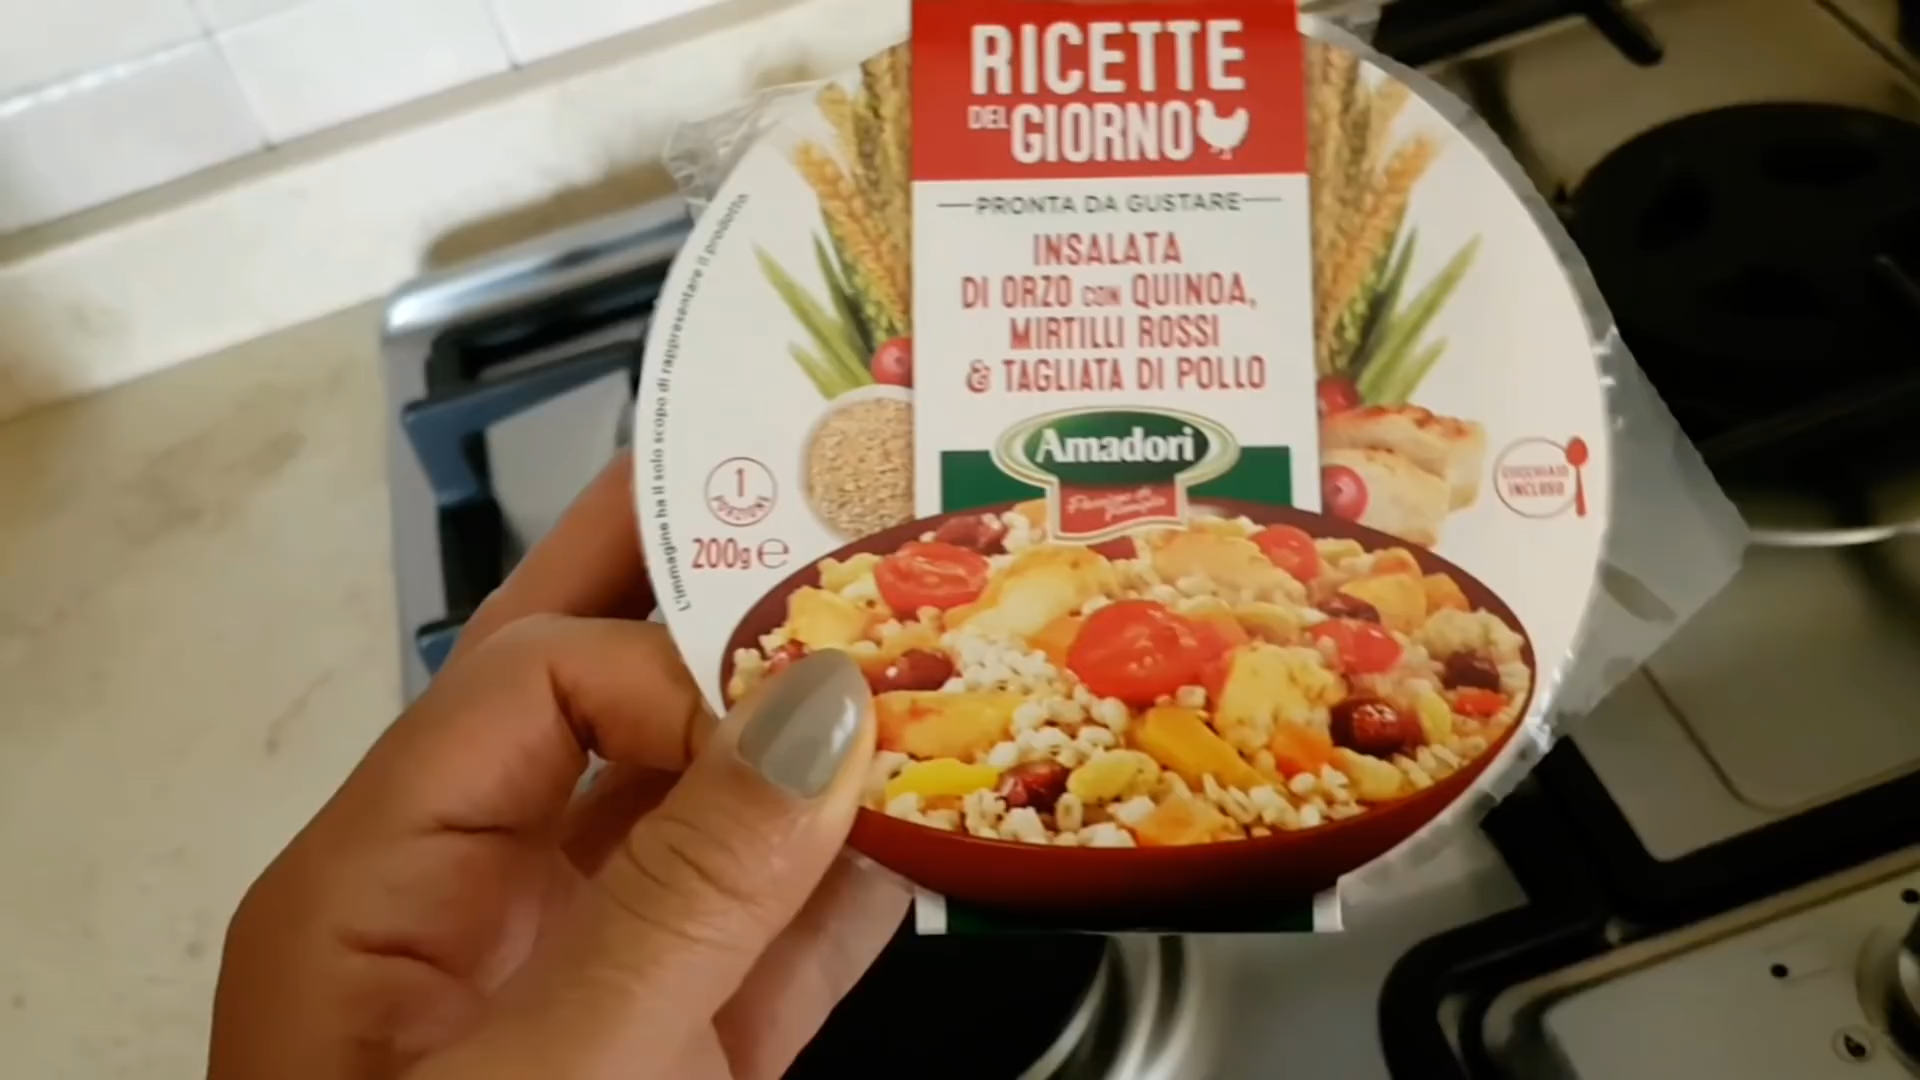 RICETTE
DEL GIORNO
PRONTA DA GUSTARE
INSALATA
DI ORZO CON QUINOA,
MIRTILLI ROSSI
& TAGLIATA DI POLLO
Amadori
L'immagine ha il solo scopo di rappresentare il prodotto
1
PORZIONE
200g e
CUCCHIAIO
INCLUSO